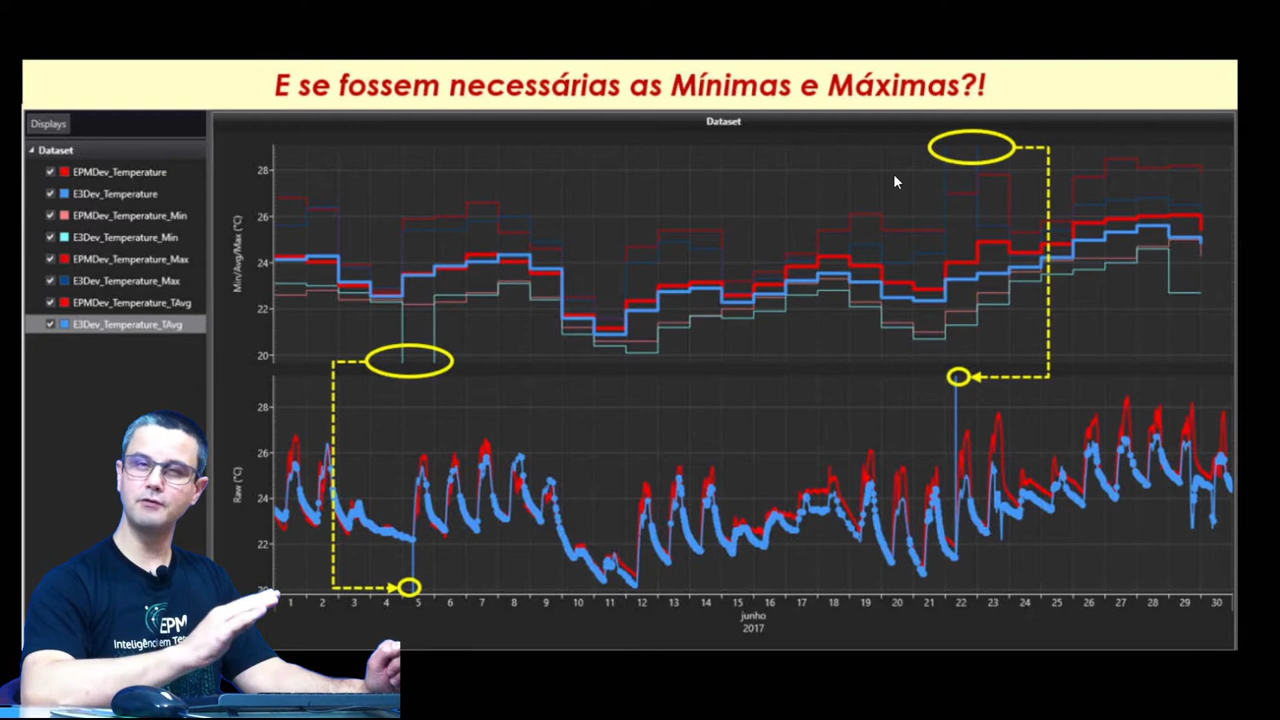 E se fossem necessárias as Mínimas e Máximas?!
Displays
Dataset
Dataset
EPMDev_Temperature
E3Dev_Temperature
EPMDev_Temperature_Min
E3Dev_Temperature_Min
EPMDev_Temperature_Max
E3Dev_Temperature_Max
EPMDev_Temperature_TAvg
E3Dev_Temperature_TAvg
Min/Avg/Max (°C)
28
26
24
22
20
Raw (°C)
28
26
24
22
1 2 3 4 5 6 7 8 9 10 11 12 13 14 15 16 17 18 19 20 21 22 23 24 25 26 27 28 29 30
junho
2017
EPM
Inteligência em